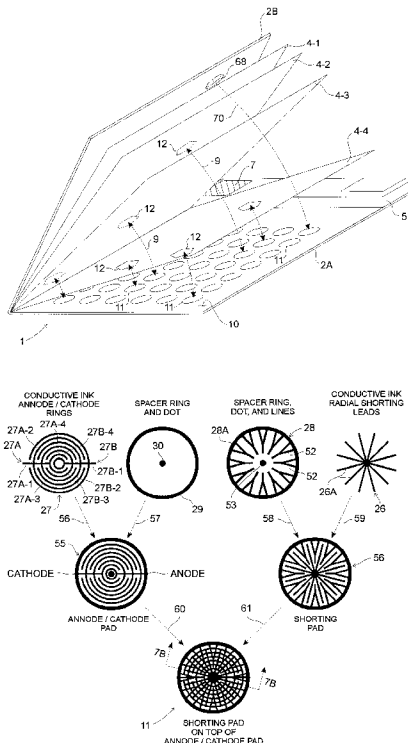 2B
4-1
4-2
4-3
68
70
4-4
12
9
7
12
9
12
12
5
11
11
11
2A
10
1
CONDUCTIVE INK
ANNODE / CATHODE
RINGS
SPACER RING
AND DOT
SPACER RING,
DOT, AND LINES
CONDUCTIVE INK
RADIAL SHORTING
LEADS
27A-4
27A-2
27B-4
27A
27B
27A-1
27B-1
27A-3
27B-2
27B-3
27
30
29
28A
28
52
52
53
26A
26
56
57
58
59
55
56
CATHODE
ANODE
ANNODE / CATHODE
PAD
SHORTING
PAD
60
61
7B
7B
11
SHORTING PAD
ON TOP OF
ANNODE / CATHODE PAD